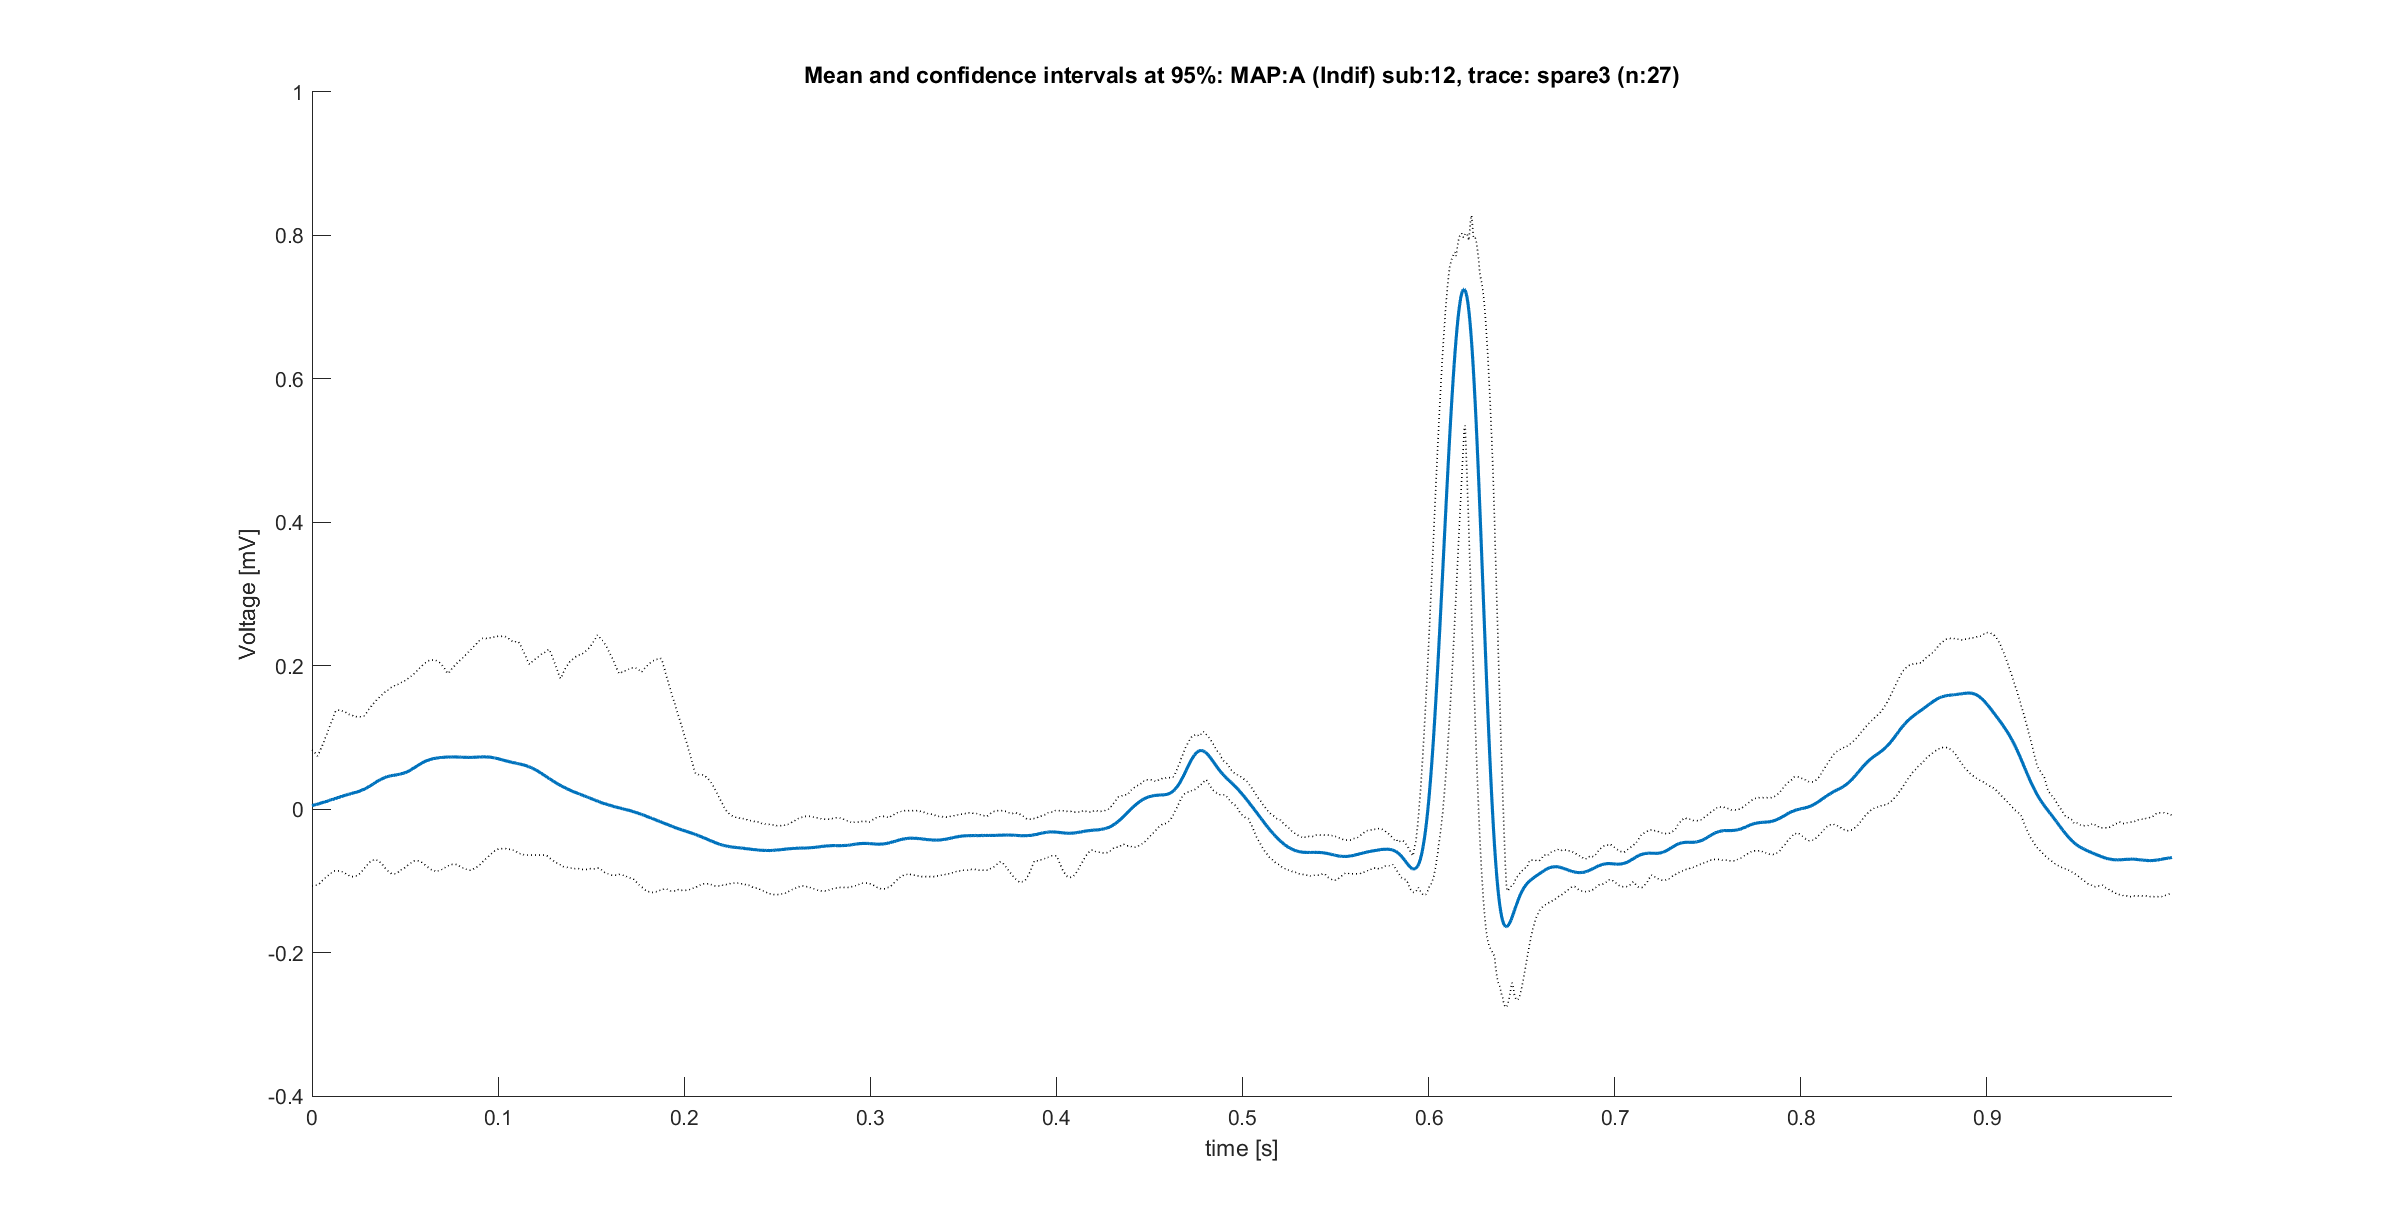 Mean and confidence intervals at 95%: MAP:A (Indif) sub:12, trace: spare3 (n:27)
1
0.8
0.6
0.4
0.2
0
-0.2
-0.4
Voltage [mV]
0 0.1 0.2 0.3 0.4 0.5 0.6 0.7 0.8 0.9
time [s]